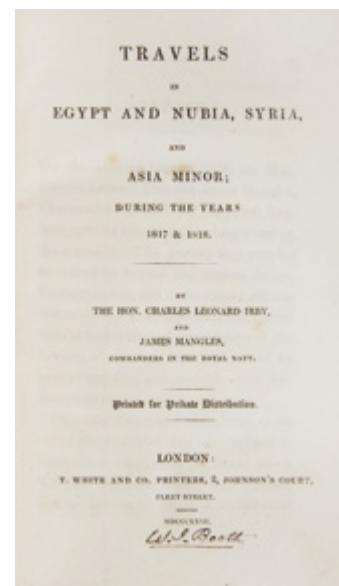 TRAVELS
IN
EGYPT AND NUBIA, SYRIA,
AND
ASIA MINOR;
DURING THE YEARS
1817 & 1818.
BY
THE HON. CHARLES LEONARD IRBY,
AND
JAMES MANGLES,
COMMANDERS IN THE ROYAL NAVY.
Printed for Private Distribution.
LONDON:
T. WHITE AND CO. PRINTERS, 2, JOHNSON'S COURT,
FLEET STREET.
MDCCCXXIII.
W. J. Booth